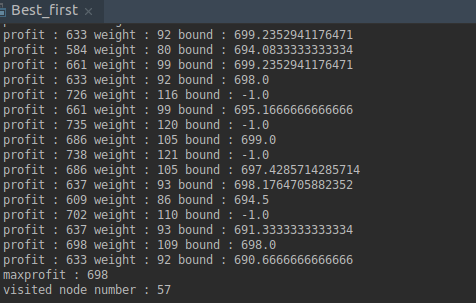 Best_first ×
profit : 633 weight : 92 bound : 699.2352941176471
profit : 584 weight : 80 bound : 694.0833333333334
profit : 661 weight : 99 bound : 699.2352941176471
profit : 633 weight : 92 bound : 698.0
profit : 726 weight : 116 bound : -1.0
profit : 661 weight : 99 bound : 695.1666666666666
profit : 735 weight : 120 bound : -1.0
profit : 686 weight : 105 bound : 699.0
profit : 738 weight : 121 bound : -1.0
profit : 686 weight : 105 bound : 697.4285714285714
profit : 637 weight : 93 bound : 698.1764705882352
profit : 609 weight : 86 bound : 694.5
profit : 702 weight : 110 bound : -1.0
profit : 637 weight : 93 bound : 691.3333333333334
profit : 698 weight : 109 bound : 698.0
profit : 633 weight : 92 bound : 690.6666666666666
maxprofit : 698
visited node number : 57